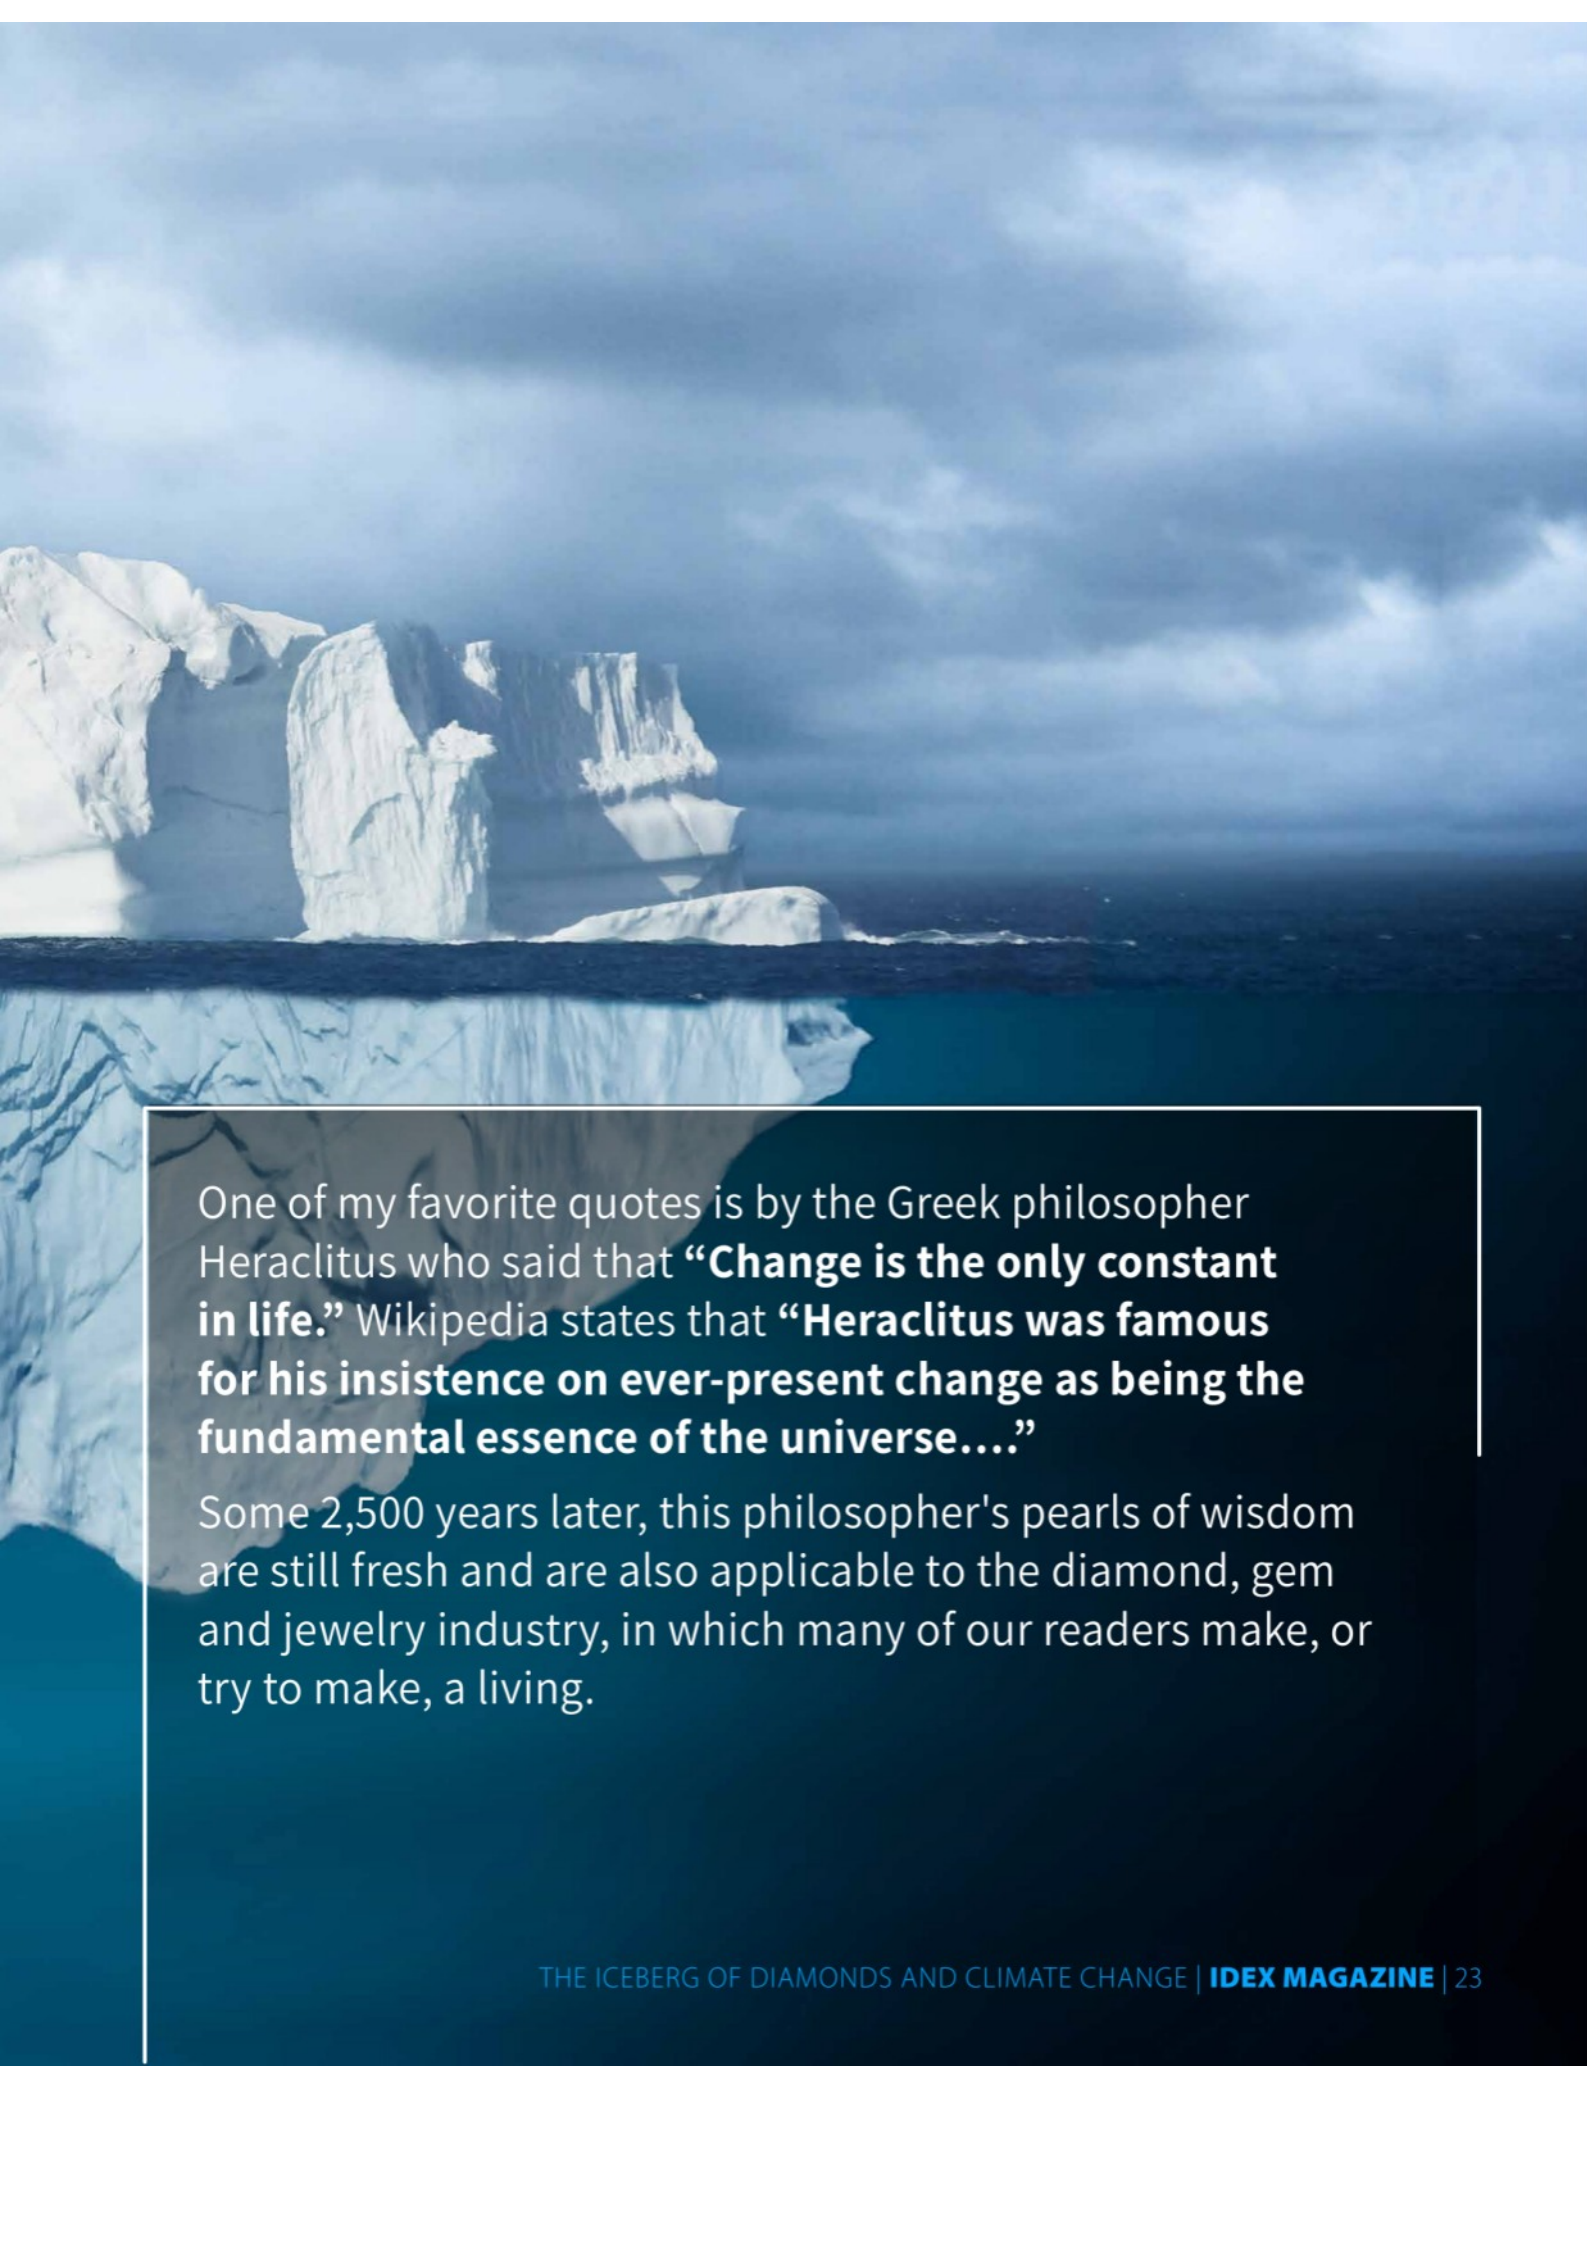 One of my favorite quotes is by the Greek philosopher
Heraclitus who said that “Change is the only constant
in life.” Wikipedia states that “Heraclitus was famous
for his insistence on ever-present change as being the
fundamental essence of the universe….”
Some 2,500 years later, this philosopher's pearls of wisdom
are still fresh and are also applicable to the diamond, gem
and jewelry industry, in which many of our readers make, or
try to make, a living.
THE ICEBERG OF DIAMONDS AND CLIMATE CHANGE | IDEX MAGAZINE | 23